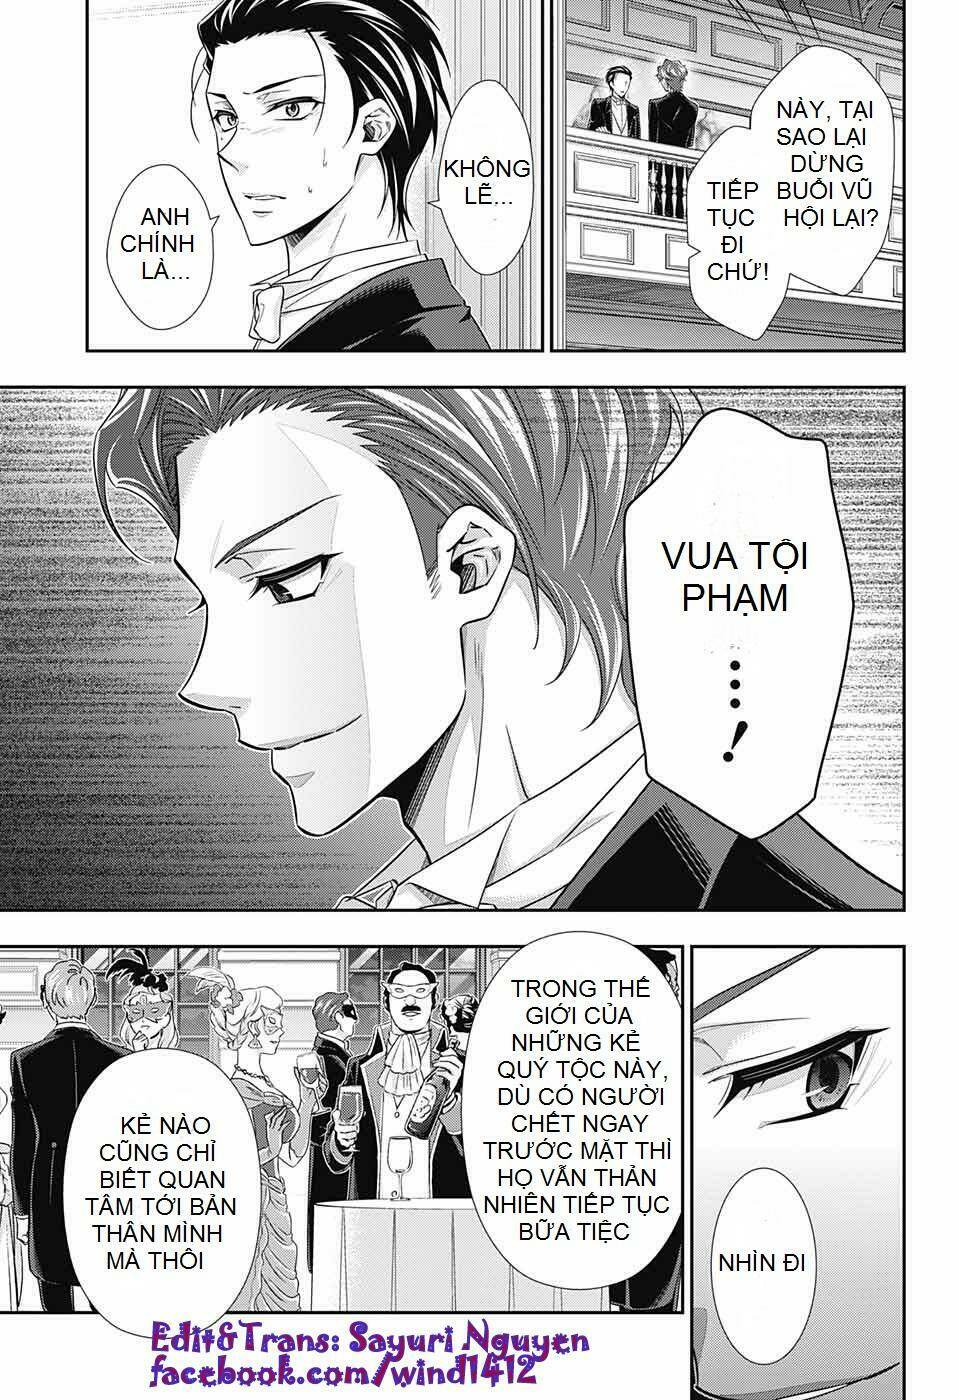 NÀY, TẠI
SAO LẠI
DỪNG
BUỔI VŨ
HỘI LẠI?
TIẾP
TỤC
ĐI
CHỨ!
KHÔNG
LẼ...
ANH
CHÍNH
LÀ...
VUA TỘI
PHẠM
....!
NHÌN ĐI
TRONG THẾ
GIỚI CỦA
NHỮNG KẺ
QUÝ TỘC NÀY,
DÙ CÓ NGƯỜI
CHẾT NGAY
TRƯỚC MẶT THÌ
HỌ VẪN THẢN
NHIÊN TIẾP TỤC
BỮA TIỆC
KẺ NÀO
CŨNG CHỈ
BIẾT QUAN
TÂM TỚI BẢN
THÂN MÌNH
MÀ THÔI
Edit&Trans: Sayuri Nguyen
facebook.com/wind1412